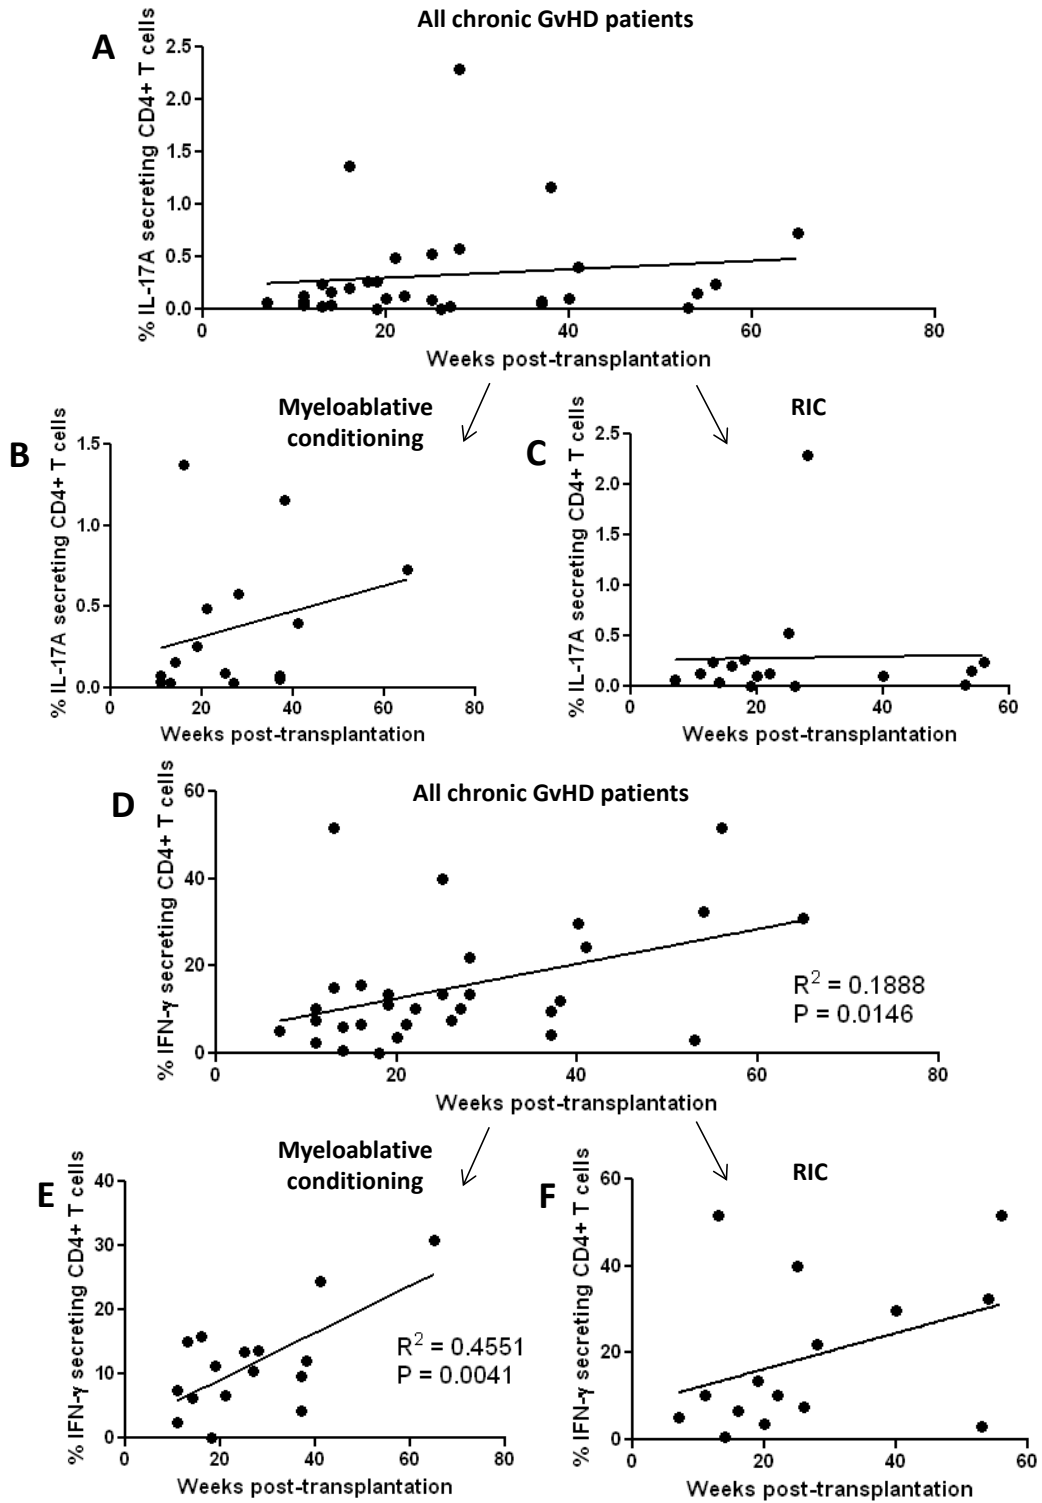 All chronic GvHD patients
A
% IL-17A secreting CD4+ T cells
2.5
2.0
1.5
1.0
0.5
0.0
0 20 40 60 80
Weeks post-transplantation
Myeloablative
conditioning
RIC
B
% IL-17A secreting CD4+ T cells
1.5
1.0
0.5
0.0
0 20 40 60 80
Weeks post-transplantation
C
% IL-17A secreting CD4+ T cells
2.5
2.0
1.5
1.0
0.5
0.0
0 20 40 60
Weeks post-transplantation
D
All chronic GvHD patients
% IFN-γ secreting CD4+ T cells
60
40
20
0
0 20 40 60 80
R² = 0.1888
P = 0.0146
Weeks post-transplantation
Myeloablative
conditioning
RIC
E
% IFN-γ secreting CD4+ T cells
40
30
20
10
0
0 20 40 60 80
R² = 0.4551
P = 0.0041
Weeks post-transplantation
F
% IFN-γ secreting CD4+ T cells
60
40
20
0
0 20 40 60
Weeks post-transplantation